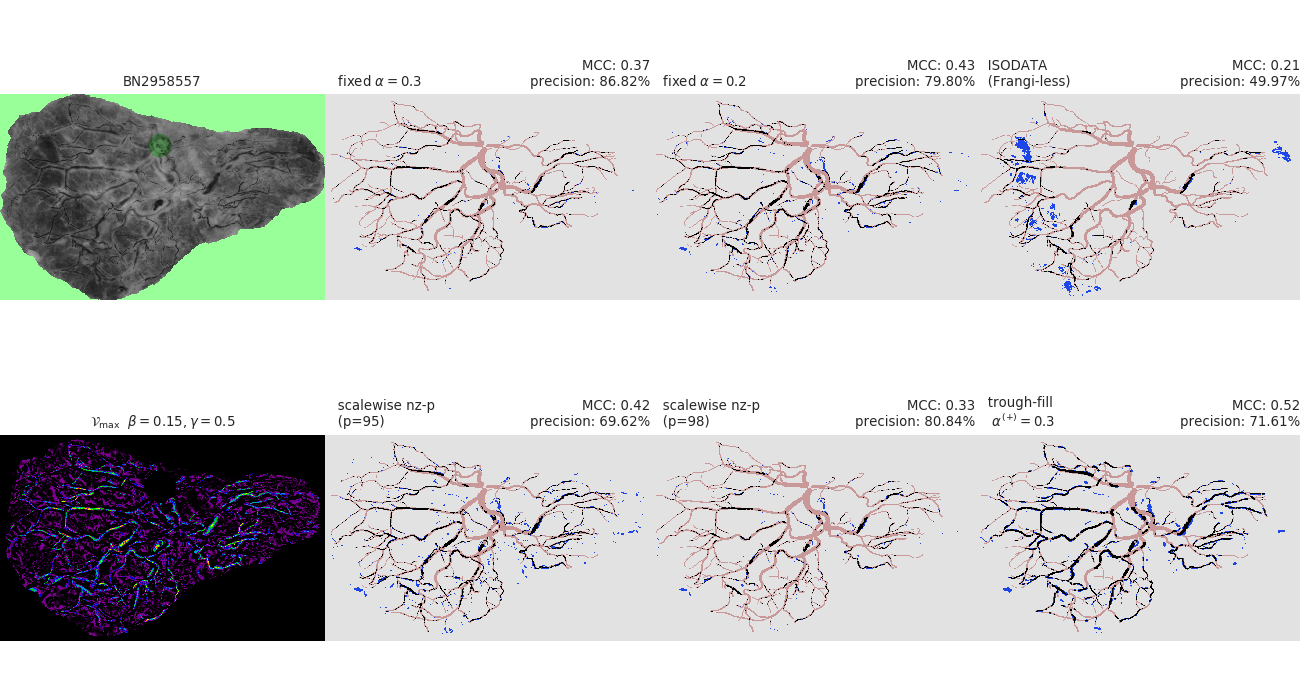 BN2958557
fixed α = 0.3
MCC: 0.37
precision: 86.82%
fixed α = 0.2
MCC: 0.43
precision: 79.80%
ISODATA
(Frangi-less)
MCC: 0.21
precision: 49.97%
𝒱max β = 0.15, γ = 0.5
scalewise nz-p
(p=95)
MCC: 0.42
precision: 69.62%
scalewise nz-p
(p=98)
MCC: 0.33
precision: 80.84%
trough-fill
α(+) = 0.3
MCC: 0.52
precision: 71.61%